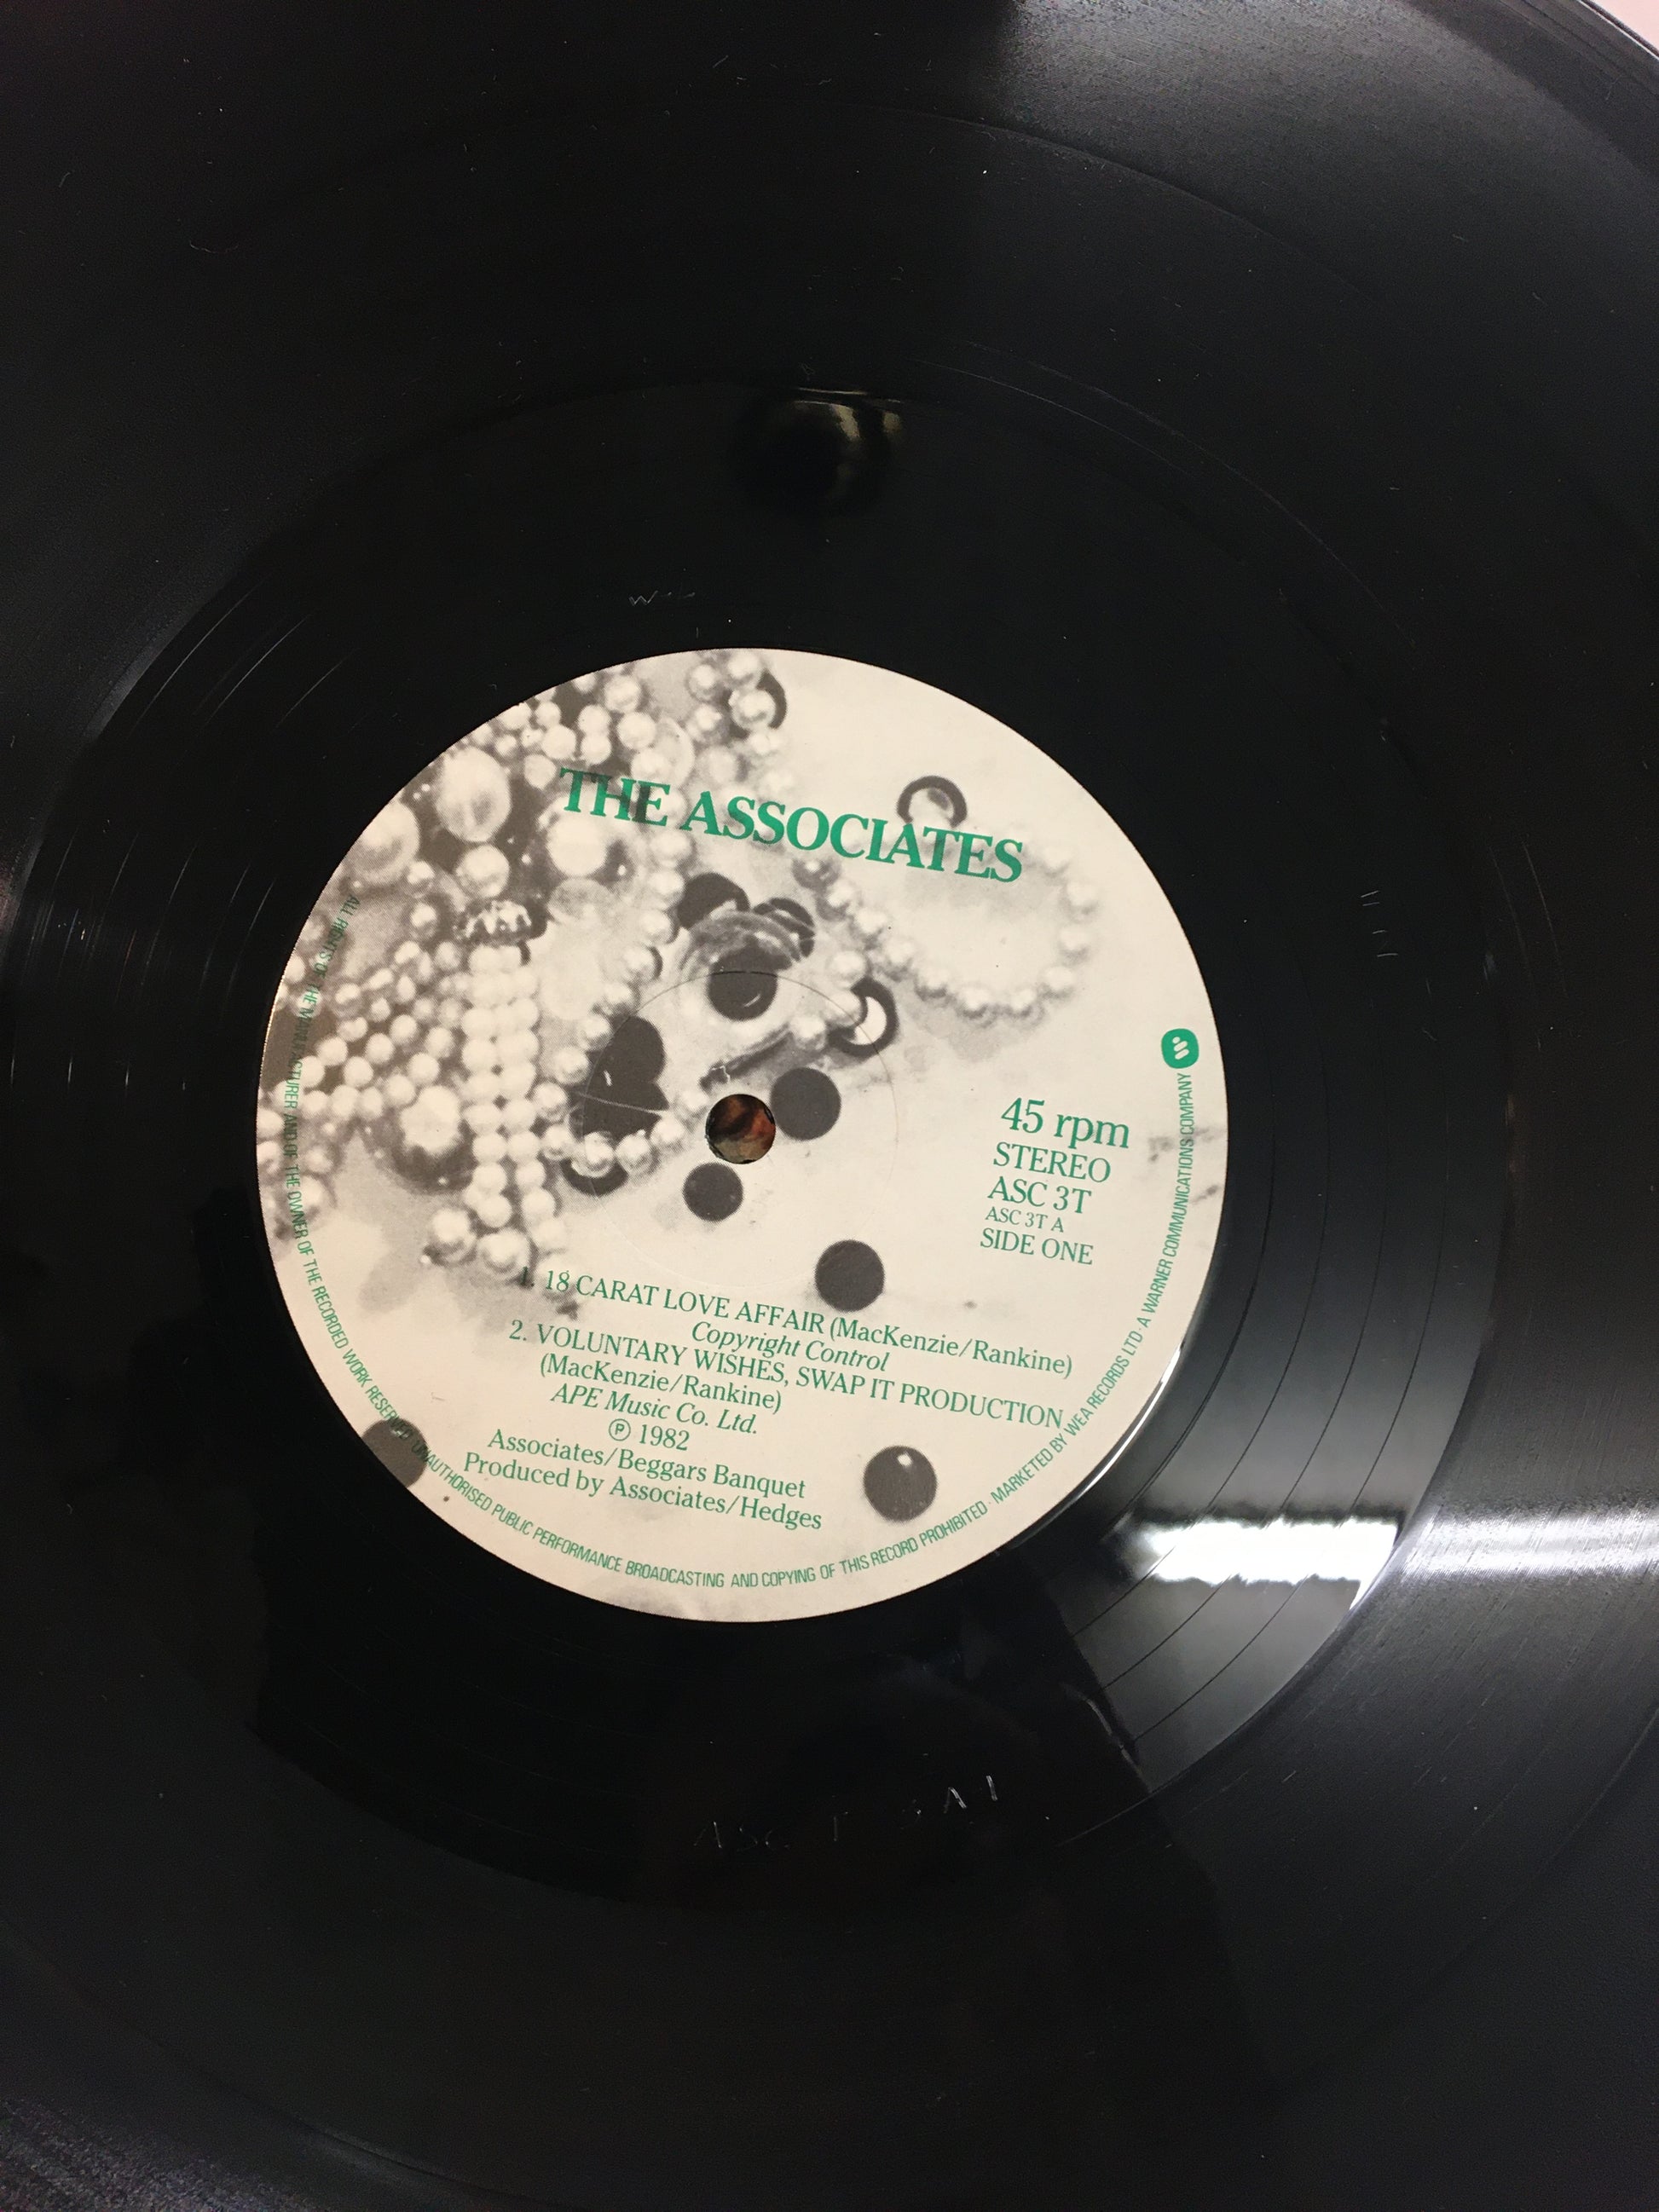 THE ASSOCIATES
45 rpm
STEREO
ASC 3T
ASC 3T A
SIDE ONE
1. 18 CARAT LOVE AFFAIR (MacKenzie/Rankine)
Copyright Control
2. VOLUNTARY WISHES, SWAP IT PRODUCTION
(MacKenzie/Rankine)
APE Music Co. Ltd.
Ⓟ 1982
Associates/Beggars Banquet
Produced by Associates/Hedges
ALL RIGHTS OF THE MANUFACTURER AND OF THE OWNER OF THE RECORDED WORK RESERVED · UNAUTHORISED PUBLIC PERFORMANCE BROADCASTING AND COPYING OF THIS RECORD PROHIBITED · MARKETED BY WEA RECORDS LTD · A WARNER COMMUNICATIONS COMPANY